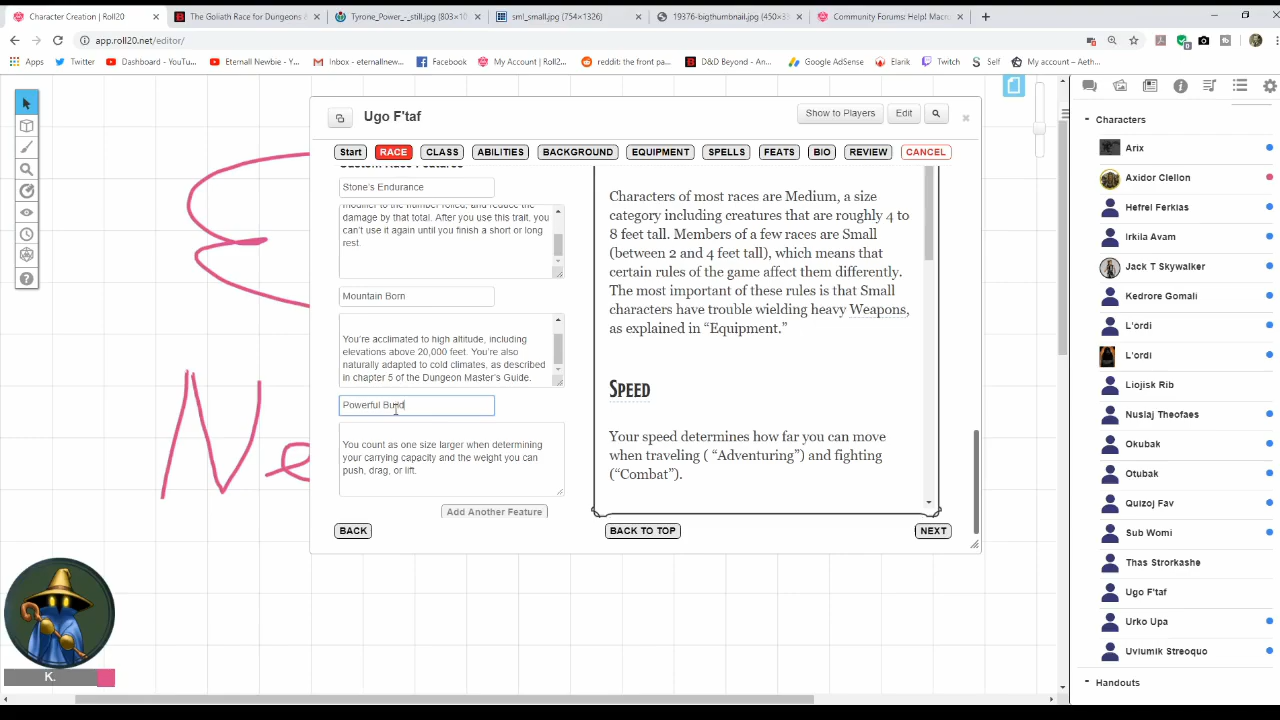 Character Creation | Roll20
The Goliath Race for Dungeons &
Tyrone_Power_-_still.jpg (803×10
sml_small.jpg (754×1326)
19376-bigthumbnail.jpg (450×33
Community Forums: Help! Macro
app.roll20.net/editor/
Apps
Twitter
Dashboard - YouTu...
Eternall Newbie - Y...
Inbox - eternallnew...
Facebook
My Account | Roll2...
reddit: the front pa...
D&D Beyond - An...
Google AdSense
Elarik
Twitch
Self
My account – Aeth...
Ugo F'taf
Show to Players
Edit
Start
RACE
CLASS
ABILITIES
BACKGROUND
EQUIPMENT
SPELLS
FEATS
BIO
REVIEW
CANCEL
Custom Race Features
Stone's Endurance
modifier to the number rolled, and reduce the
damage by that total. After you use this trait, you
can't use it again until you finish a short or long
rest.
Mountain Born
You're acclimated to high altitude, including
elevations above 20,000 feet. You're also
naturally adapted to cold climates, as described
in chapter 5 of the Dungeon Master's Guide.
Powerful Build
You count as one size larger when determining
your carrying capacity and the weight you can
push, drag, or lift.
Add Another Feature
Characters of most races are Medium, a size
category including creatures that are roughly 4 to
8 feet tall. Members of a few races are Small
(between 2 and 4 feet tall), which means that
certain rules of the game affect them differently.
The most important of these rules is that Small
characters have trouble wielding heavy Weapons,
as explained in “Equipment.”
SPEED
Your speed determines how far you can move
when traveling ( “Adventuring”) and fighting
(“Combat”).
BACK
BACK TO TOP
NEXT
Characters
Arix
Axidor Clellon
Hefrel Ferkias
Irkila Avam
Jack T Skywalker
Kedrore Gomali
L'ordi
L'ordi
Liojisk Rib
Nuslaj Theofaes
Okubak
Otubak
Quizoj Fav
Sub Womi
Thas Strorkashe
Ugo F'taf
Urko Upa
Uvlumik Streoquo
Handouts
K.